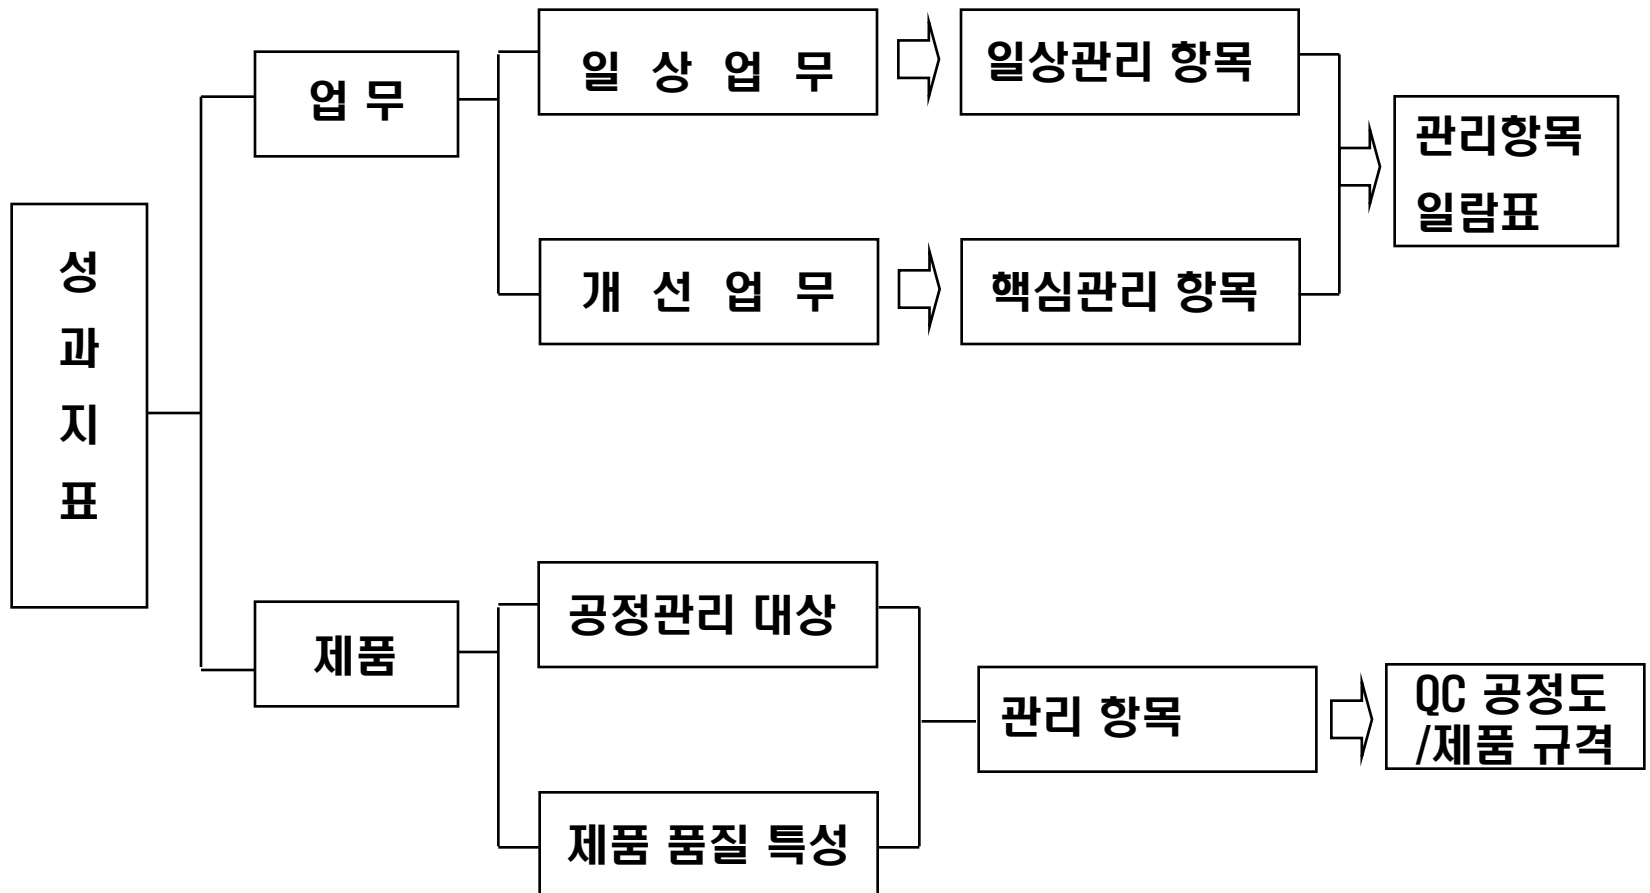 성
과
지
표
업 무
일 상 업 무
일상관리 항목
개 선 업 무
핵심관리 항목
관리항목
일람표
제품
공정관리 대상
제품 품질 특성
관리 항목
QC 공정도
/제품 규격